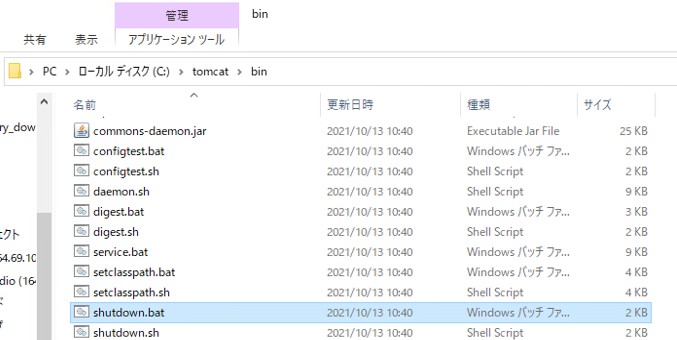 管理 bin
共有 表示 アプリケーション ツール
PC ローカル ディスク (C:) tomcat bin
名前 更新日時 種類 サイズ
commons-daemon.jar 2021/10/13 10:40 Executable Jar File 25 KB
configtest.bat 2021/10/13 10:40 Windows バッチ ファ... 2 KB
configtest.sh 2021/10/13 10:40 Shell Script 2 KB
daemon.sh 2021/10/13 10:40 Shell Script 9 KB
digest.bat 2021/10/13 10:40 Windows バッチ ファ... 3 KB
digest.sh 2021/10/13 10:40 Shell Script 2 KB
service.bat 2021/10/13 10:40 Windows バッチ ファ... 9 KB
setclasspath.bat 2021/10/13 10:40 Windows バッチ ファ... 4 KB
setclasspath.sh 2021/10/13 10:40 Shell Script 4 KB
shutdown.bat 2021/10/13 10:40 Windows バッチ ファ... 2 KB
shutdown.sh 2021/10/13 10:40 Shell Script 2 KB
ry_dow
ェクト
4.69.10
dio (164